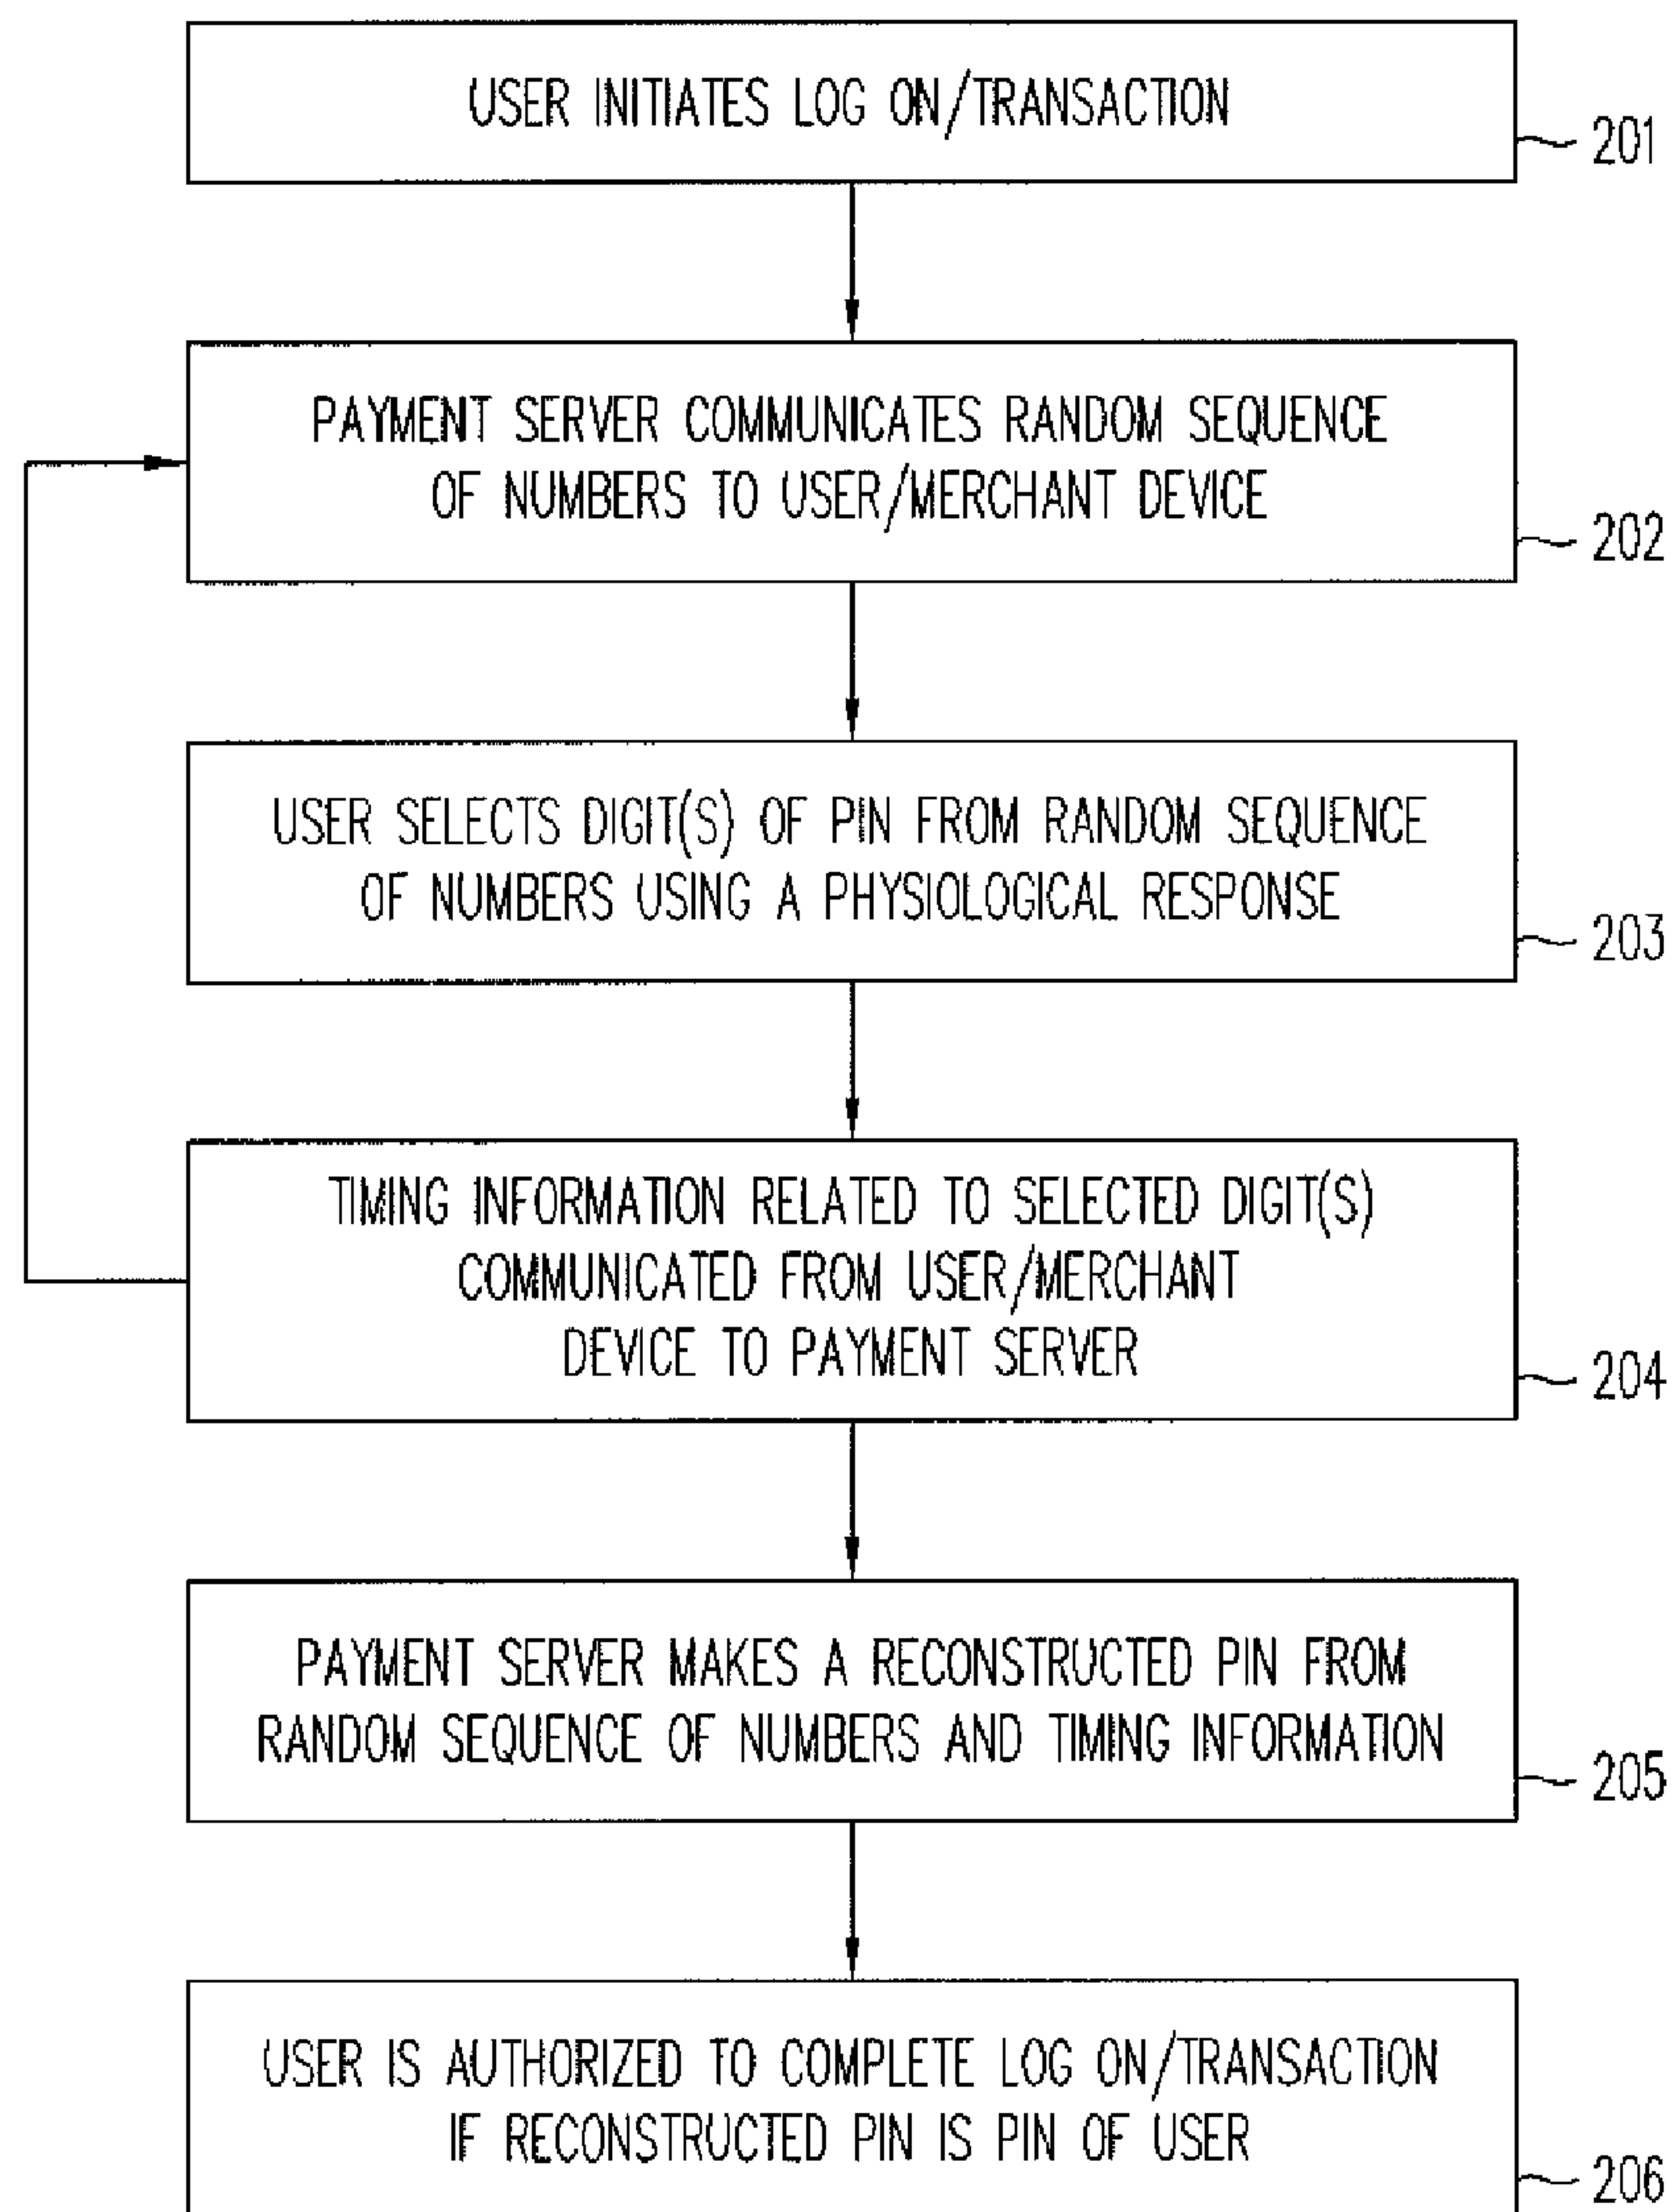 USER INITIATES LOG ON/TRANSACTION
201
PAYMENT SERVER COMMUNICATES RANDOM SEQUENCE
OF NUMBERS TO USER/MERCHANT DEVICE
202
USER SELECTS DIGIT(S) OF PIN FROM RANDOM SEQUENCE
OF NUMBERS USING A PHYSIOLOGICAL RESPONSE
203
TIMING INFORMATION RELATED TO SELECTED DIGIT(S)
COMMUNICATED FROM USER/MERCHANT
DEVICE TO PAYMENT SERVER
204
PAYMENT SERVER MAKES A RECONSTRUCTED PIN FROM
RANDOM SEQUENCE OF NUMBERS AND TIMING INFORMATION
205
USER IS AUTHORIZED TO COMPLETE LOG ON/TRANSACTION
IF RECONSTRUCTED PIN IS PIN OF USER
206